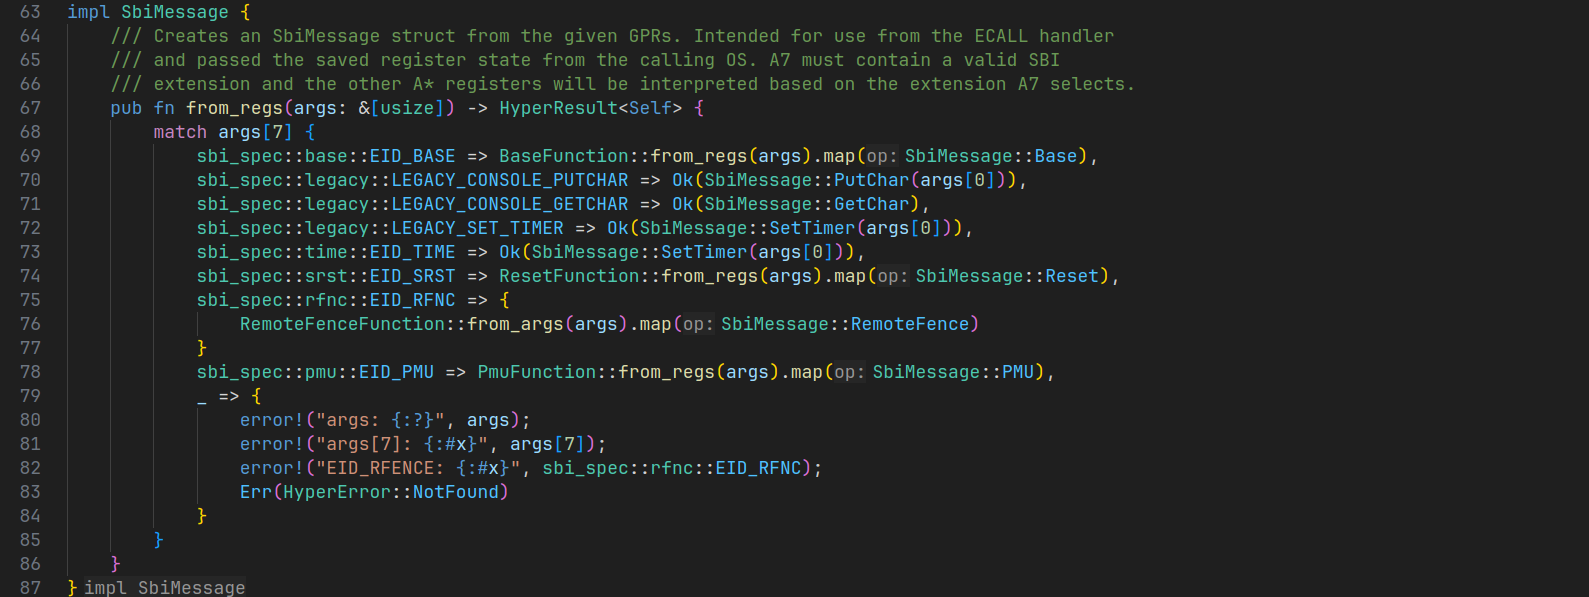 63 impl SbiMessage {
64 /// Creates an SbiMessage struct from the given GPRs. Intended for use from the ECALL handler
65 /// and passed the saved register state from the calling OS. A7 must contain a valid SBI
66 /// extension and the other A* registers will be interpreted based on the extension A7 selects.
67 pub fn from_regs(args: &[usize]) -> HyperResult<Self> {
68 match args[7] {
69 sbi_spec::base::EID_BASE => BaseFunction::from_regs(args).map(op: SbiMessage::Base),
70 sbi_spec::legacy::LEGACY_CONSOLE_PUTCHAR => Ok(SbiMessage::PutChar(args[0])),
71 sbi_spec::legacy::LEGACY_CONSOLE_GETCHAR => Ok(SbiMessage::GetChar),
72 sbi_spec::legacy::LEGACY_SET_TIMER => Ok(SbiMessage::SetTimer(args[0])),
73 sbi_spec::time::EID_TIME => Ok(SbiMessage::SetTimer(args[0])),
74 sbi_spec::srst::EID_SRST => ResetFunction::from_regs(args).map(op: SbiMessage::Reset),
75 sbi_spec::rfnc::EID_RFNC => {
76 RemoteFenceFunction::from_args(args).map(op: SbiMessage::RemoteFence)
77 }
78 sbi_spec::pmu::EID_PMU => PmuFunction::from_regs(args).map(op: SbiMessage::PMU),
79 _ => {
80 error!("args: {:?}", args);
81 error!("args[7]: {:#x}", args[7]);
82 error!("EID_RFENCE: {:#x}", sbi_spec::rfnc::EID_RFNC);
83 Err(HyperError::NotFound)
84 }
85 }
86 }
87 } impl SbiMessage